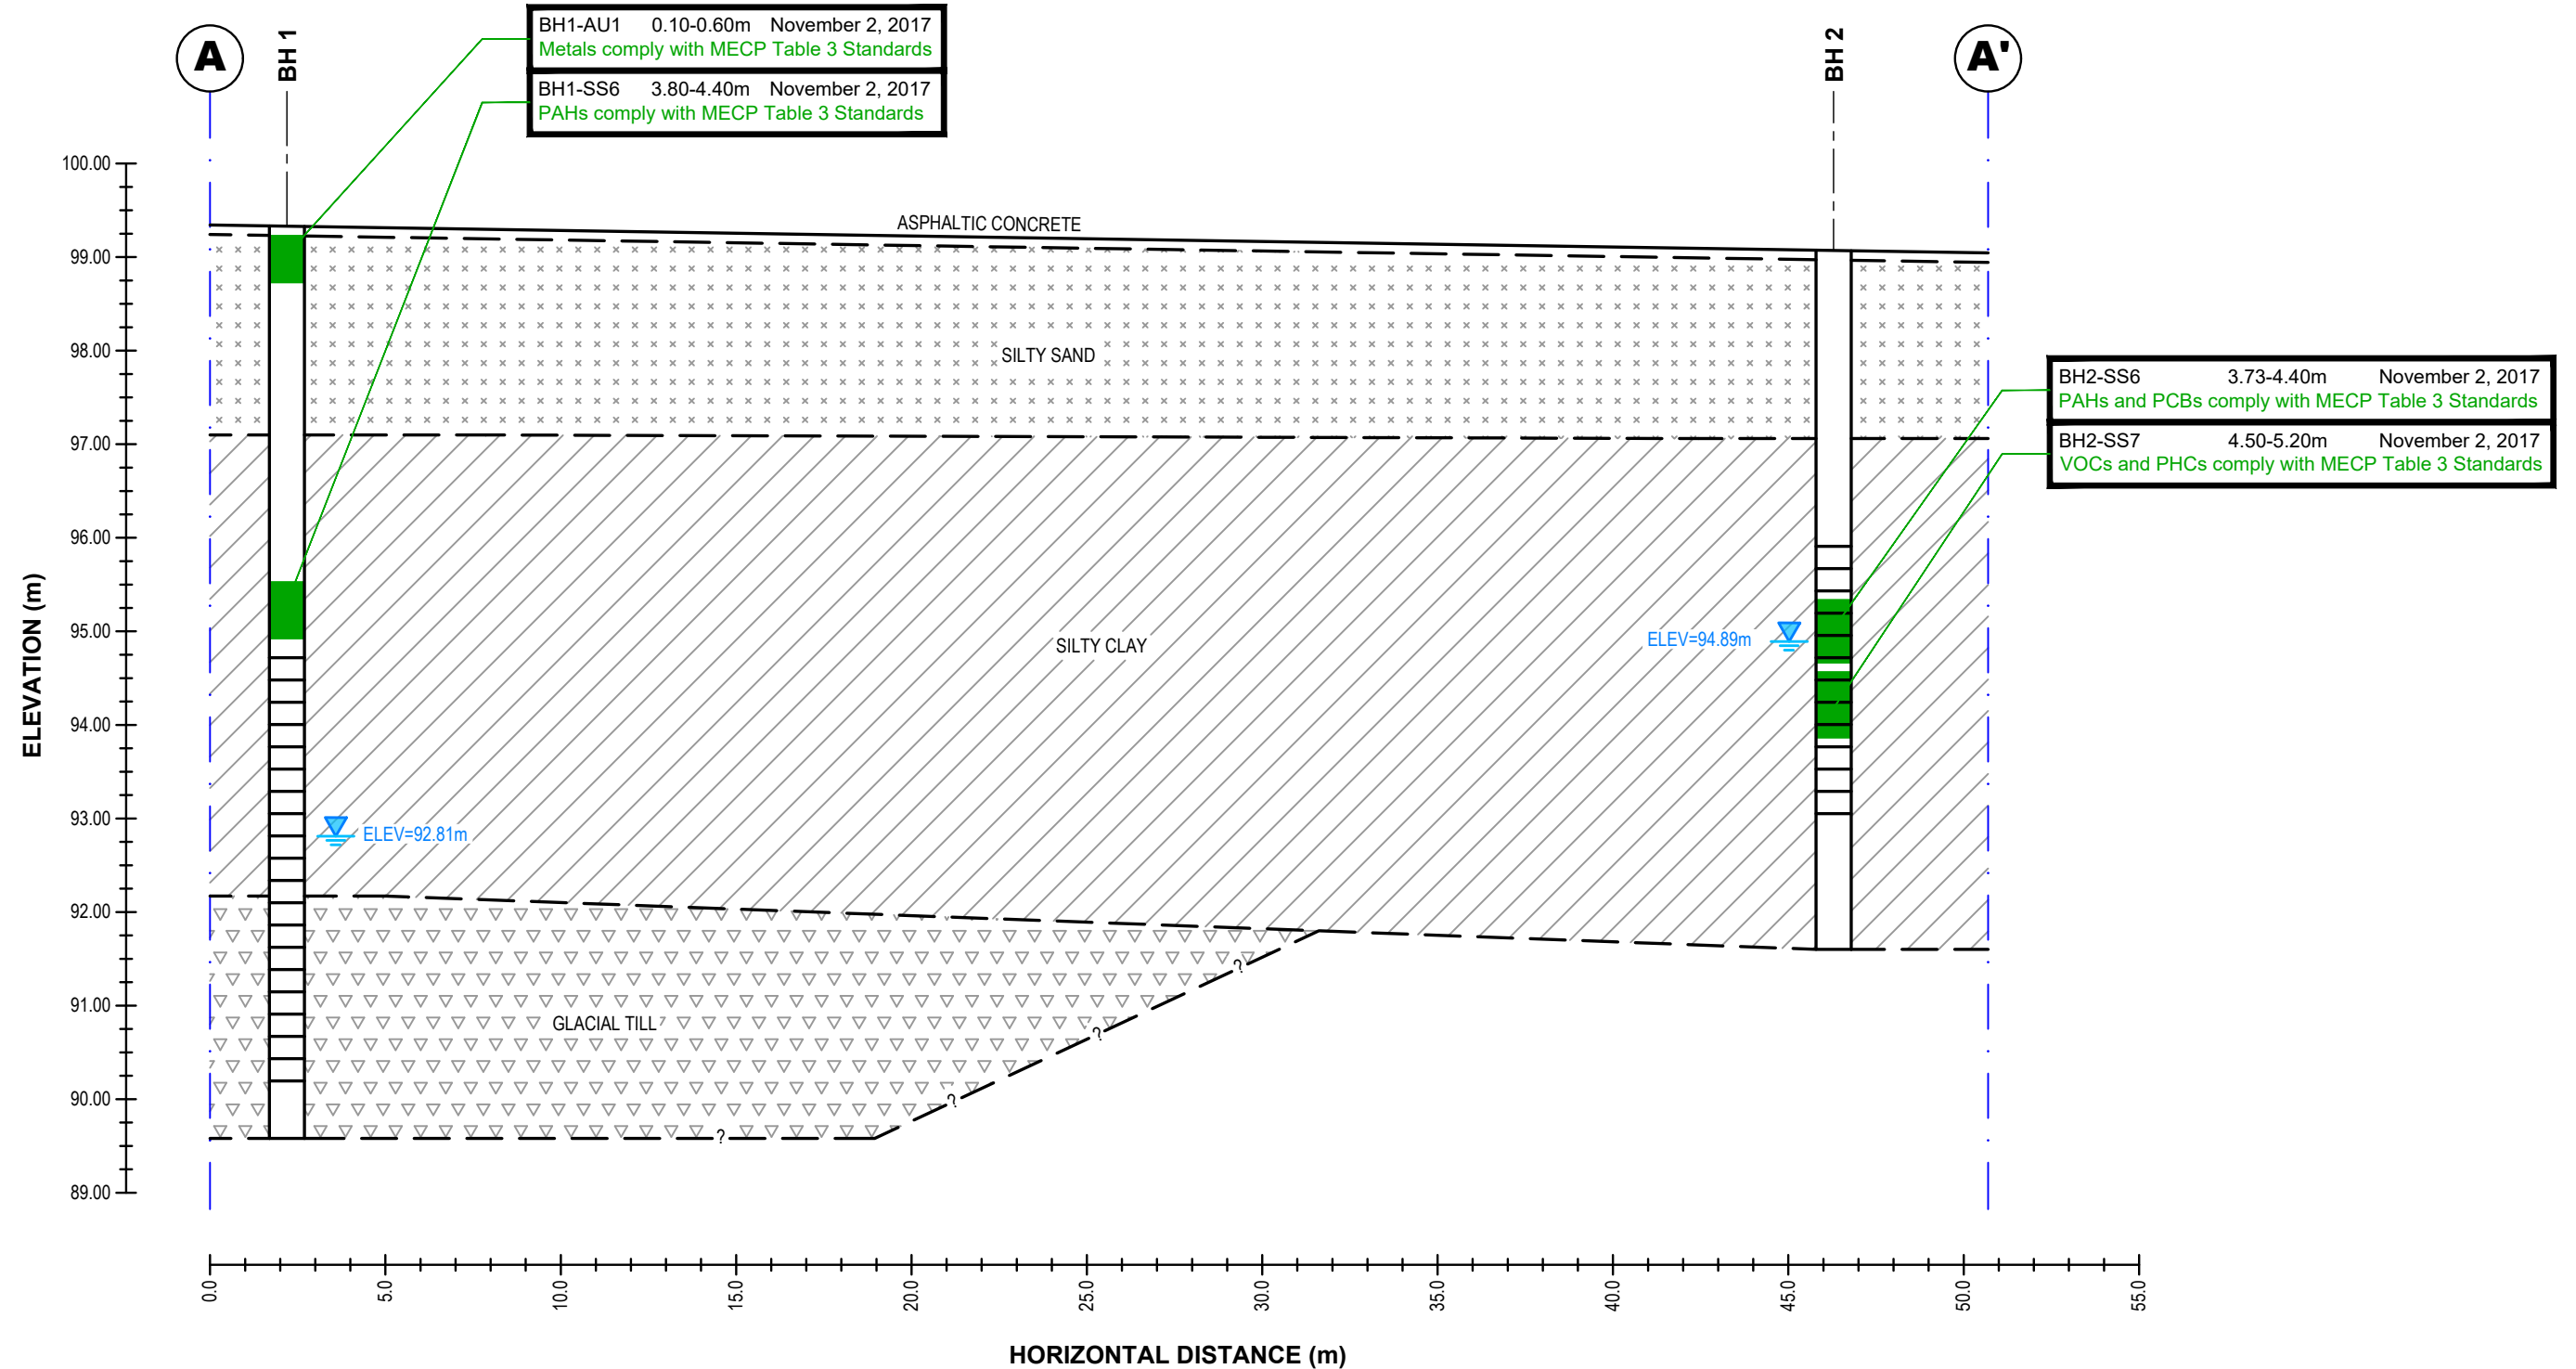 A
BH 1
BH1-AU1 0.10-0.60m November 2, 2017
Metals comply with MECP Table 3 Standards
BH1-SS6 3.80-4.40m November 2, 2017
PAHs comply with MECP Table 3 Standards
BH 2
A'
100.00
99.00
98.00
97.00
96.00
95.00
94.00
93.00
92.00
91.00
90.00
89.00
ELEVATION (m)
ASPHALTIC CONCRETE
SILTY SAND
BH2-SS6 3.73-4.40m November 2, 2017
PAHs and PCBs comply with MECP Table 3 Standards
BH2-SS7 4.50-5.20m November 2, 2017
VOCs and PHCs comply with MECP Table 3 Standards
SILTY CLAY
ELEV=94.89m
ELEV=92.81m
?
GLACIAL TILL
?
?
?
0.0
5.0
10.0
15.0
20.0
25.0
30.0
35.0
40.0
45.0
50.0
55.0
HORIZONTAL DISTANCE (m)